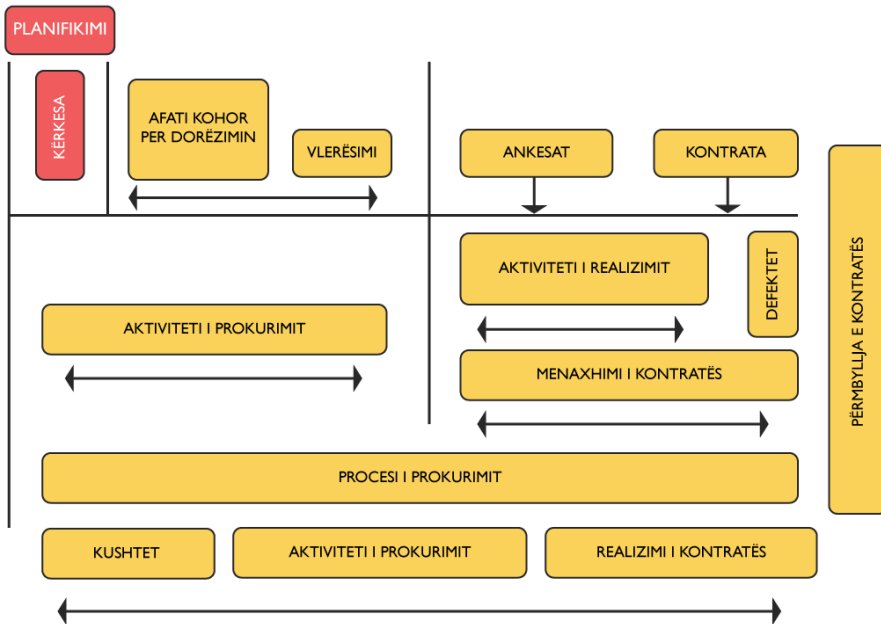 PLANIFIKIMI
KËRKESA
AFATI KOHOR
PER DORËZIMIN
VLERËSIMI
ANKESAT
KONTRATA
AKTIVITETI I REALIZIMIT
DEFEKTET
PËRMBYLLJA E KONTRATËS
AKTIVITETI I PROKURIMIT
MENAXHIMI I KONTRATËS
PROCESI I PROKURIMIT
KUSHTET
AKTIVITETI I PROKURIMIT
REALIZIMI I KONTRATËS